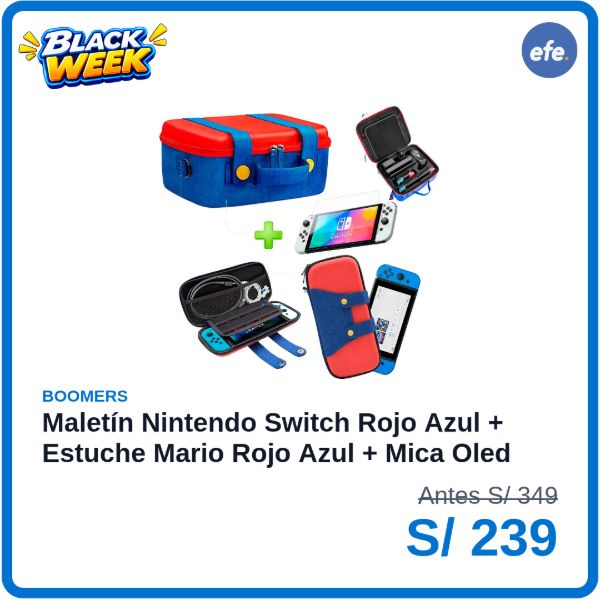 BLACK
WEEK
efe.
BOOMERS
Maletín Nintendo Switch Rojo Azul +
Estuche Mario Rojo Azul + Mica Oled
Antes S/ 349
S/ 239